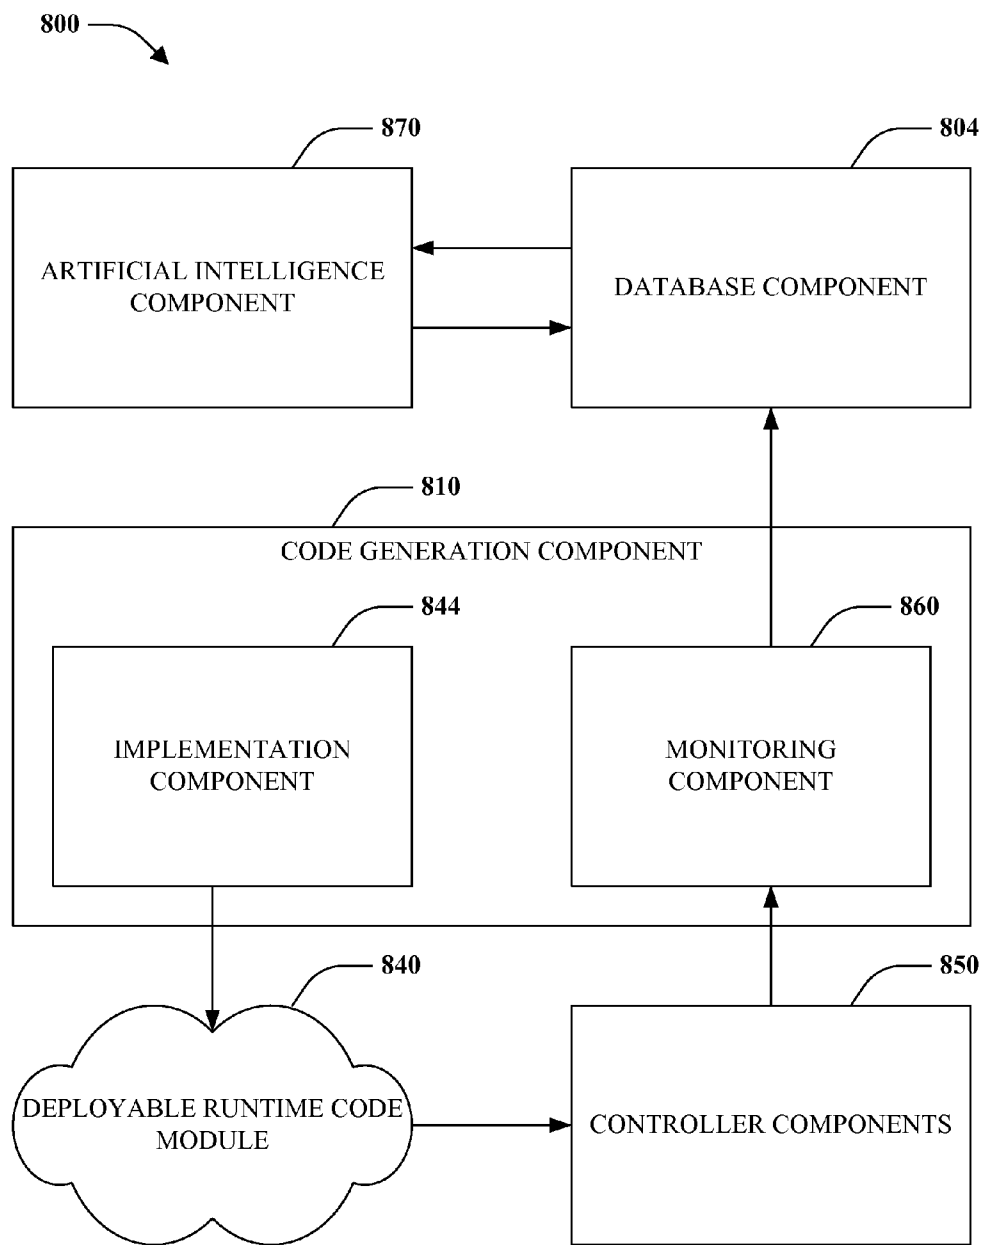 800
870
804
ARTIFICIAL INTELLIGENCE
COMPONENT
DATABASE COMPONENT
810
CODE GENERATION COMPONENT
844
860
IMPLEMENTATION
COMPONENT
MONITORING
COMPONENT
840
850
DEPLOYABLE RUNTIME CODE
MODULE
CONTROLLER COMPONENTS